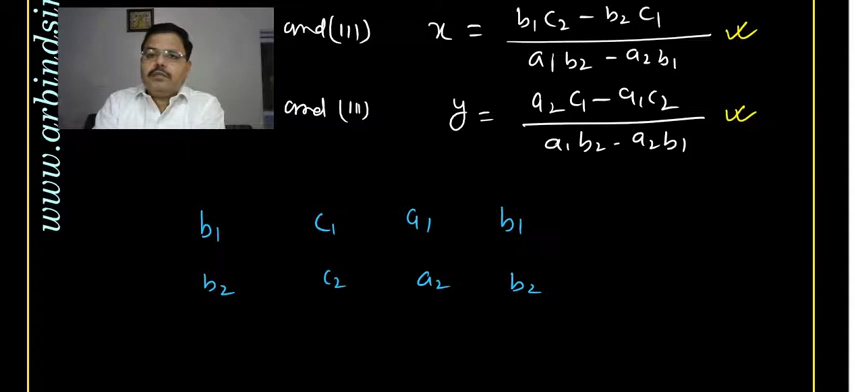 www.arbindsin
and (III) x = b₁c₂ - b₂c₁ / a₁b₂ - a₂b₁
and (III) y = a₂c₁ - a₁c₂ / a₁b₂ - a₂b₁
b₁ c₁ a₁ b₁
b₂ c₂ a₂ b₂